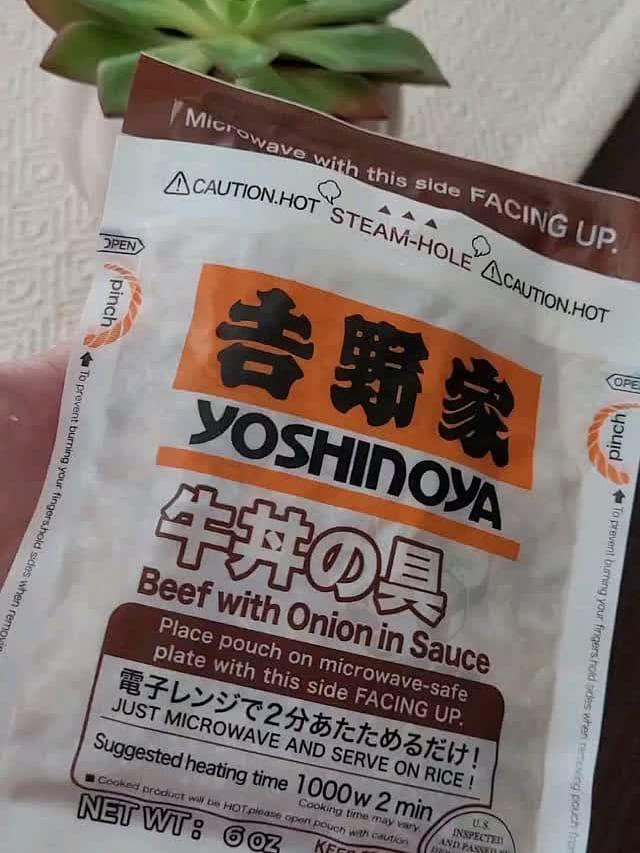 Microwave with this side FACING UP.
⚠CAUTION.HOT STEAM-HOLE ⚠CAUTION.HOT
OPEN
pinch
To prevent burning your fingers, hold sides when
OPE
pinch
To prevent burning your fingers, hold sides when removing pouch
吉野家
YOSHINOYA
牛丼の具
Beef with Onion in Sauce
Place pouch on microwave-safe
plate with this side FACING UP.
電子レンジで2分あたためるだけ!
JUST MICROWAVE AND SERVE ON RICE!
Suggested heating time 1000w 2 min
Cooking time may vary.
■ Cooked product will be HOT, please open pouch with caution.
NET WT: 6 oz
U.S.
INSPECTED
AND PASSED